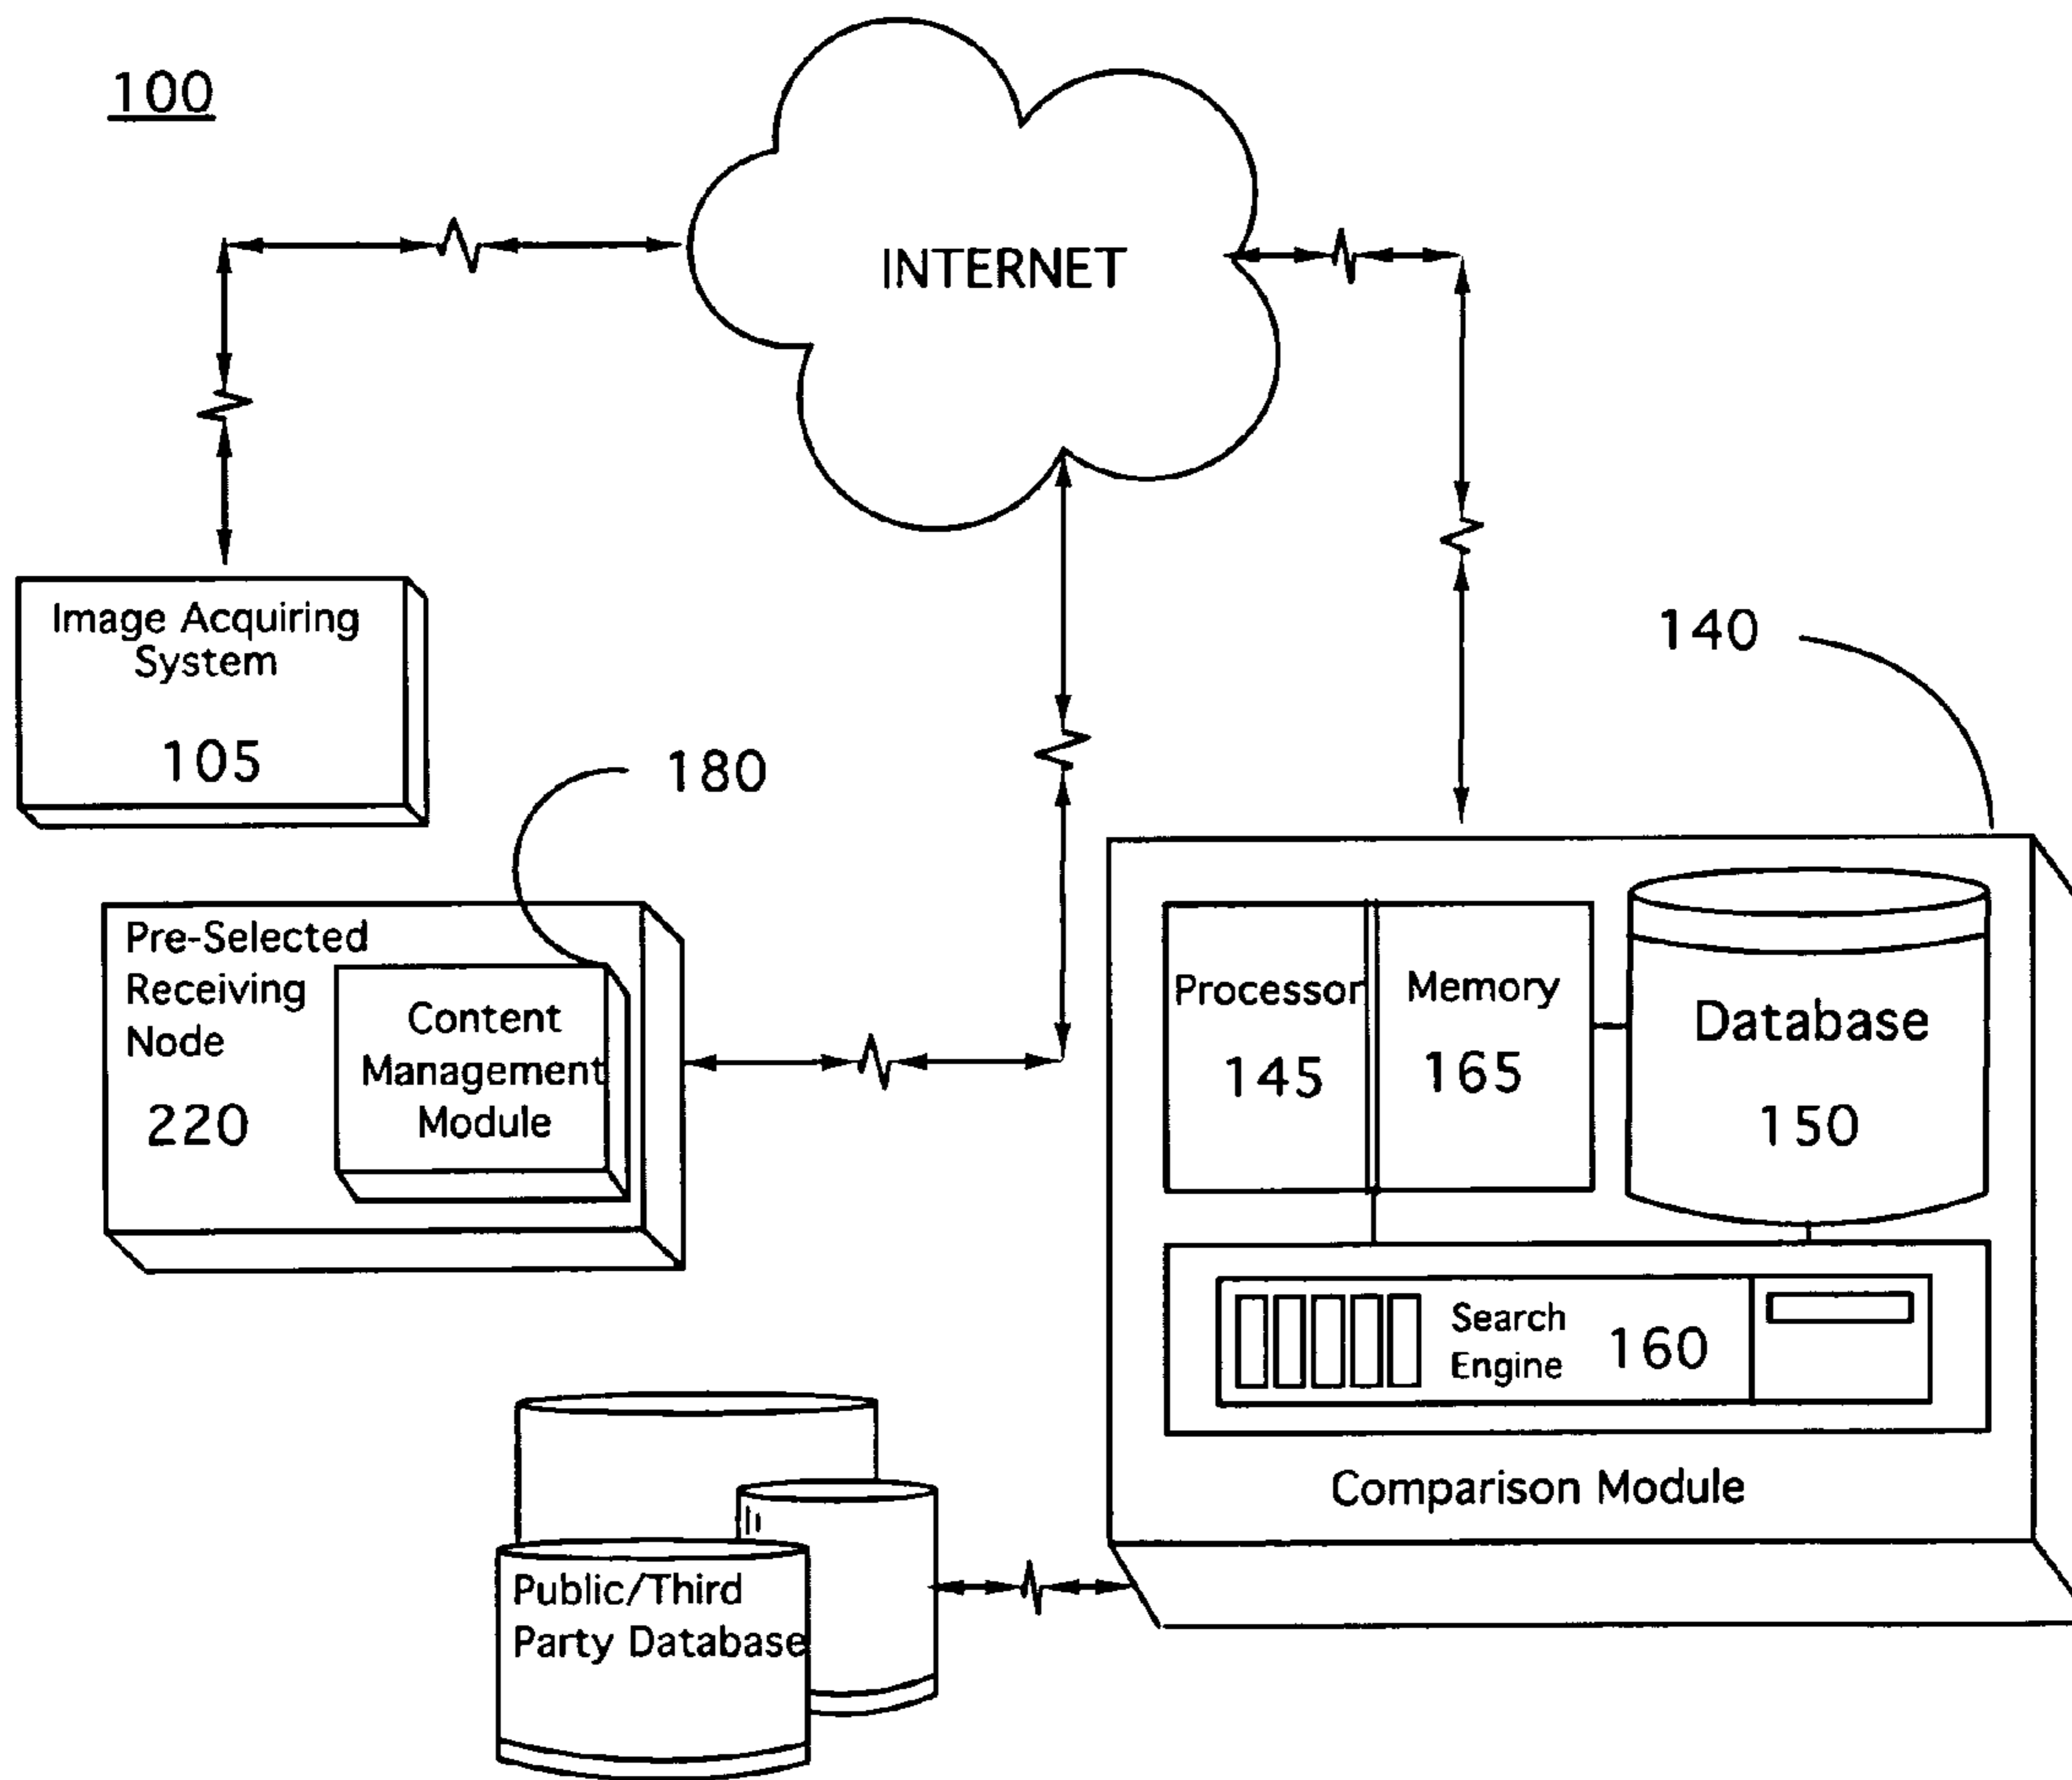 100
INTERNET
Image Acquiring
System
105
140
180
Pre-Selected
Receiving
Node
220
Content
Management
Module
Processor
145
Memory
165
Database
150
Search
Engine
160
Comparison Module
Public/Third
Party Database